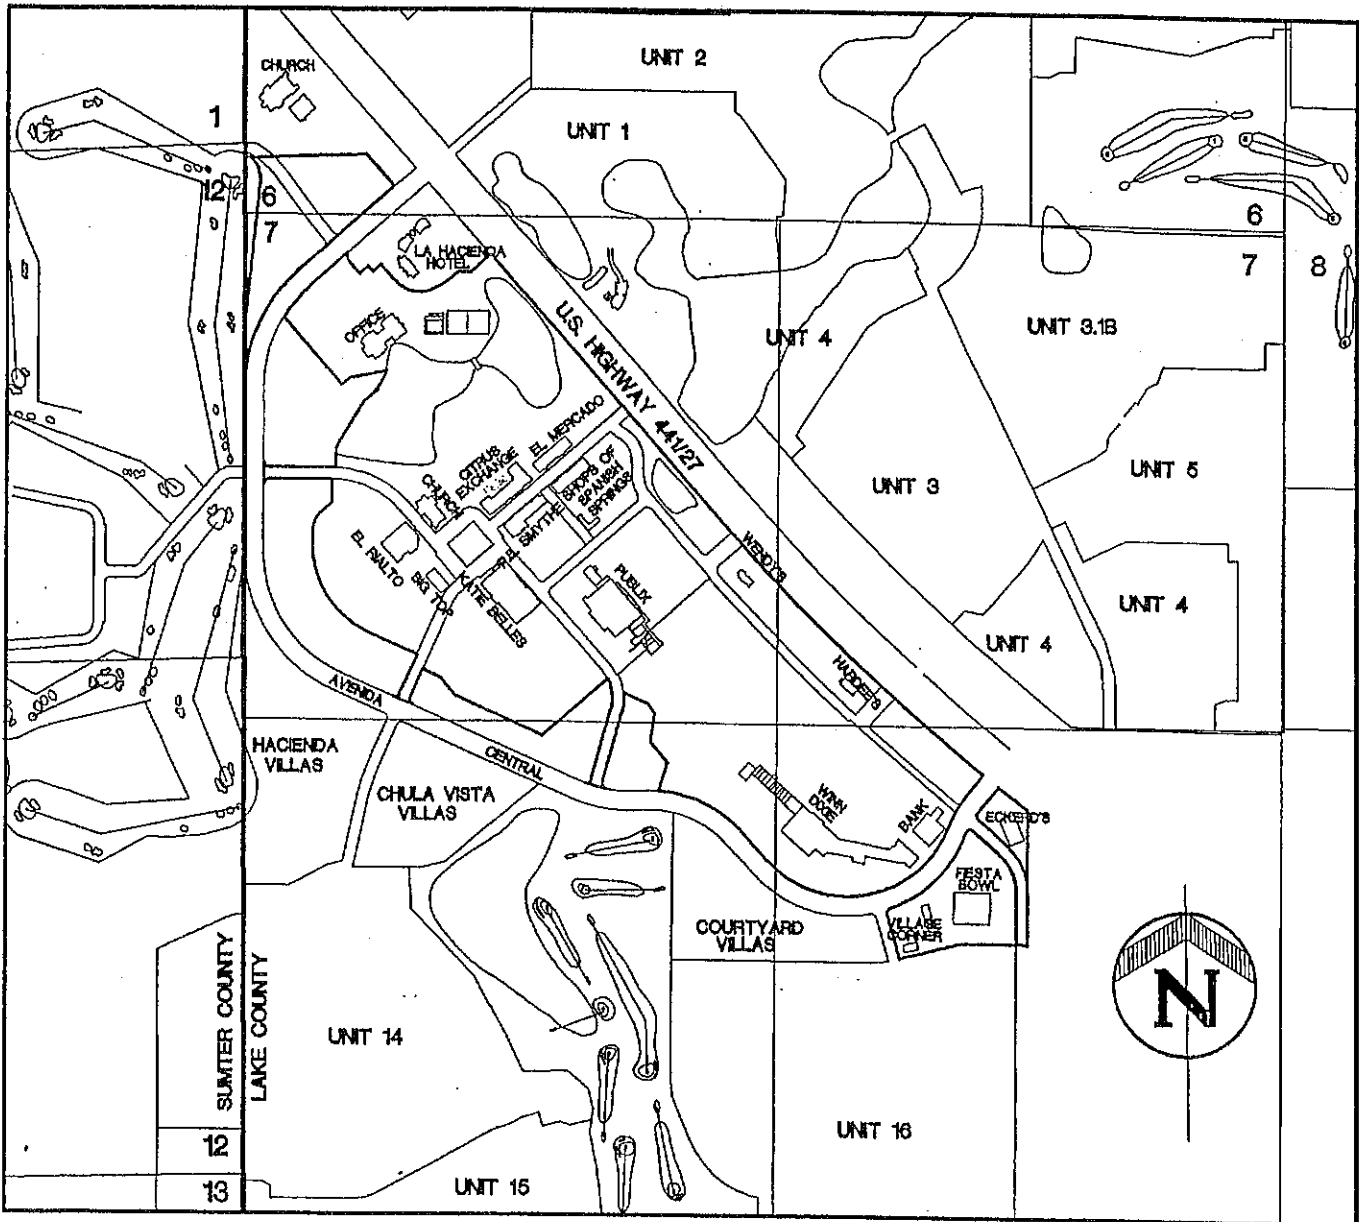 UNIT 2
CHURCH
1
UNIT 1
12
6
6
7
7
8
LA HACIENDA
HOTEL
OFFICE
U.S. HIGHWAY 441/27
UNIT 4
UNIT 3.1B
EL MERCADO
CITRUS
EXCHANGE
CHURCH
SHOPS OF
SPANISH
SPRINGS
UNIT 3
UNIT 5
R.B. SMYTHE
EL RIALTO
BIG TOP
KATIE BELLES
PUBLIX
WENDY'S
UNIT 4
UNIT 4
HARDEE'S
AVENIDA
CENTRAL
HACIENDA
VILLAS
CHULA VISTA
VILLAS
WINN
DIXIE
BANK
ECKERD'S
FIESTA
BOWL
VILLAGE
CORNER
COURTYARD
VILLAS
SUMTER COUNTY
LAKE COUNTY
UNIT 14
N
12
UNIT 16
13
UNIT 15